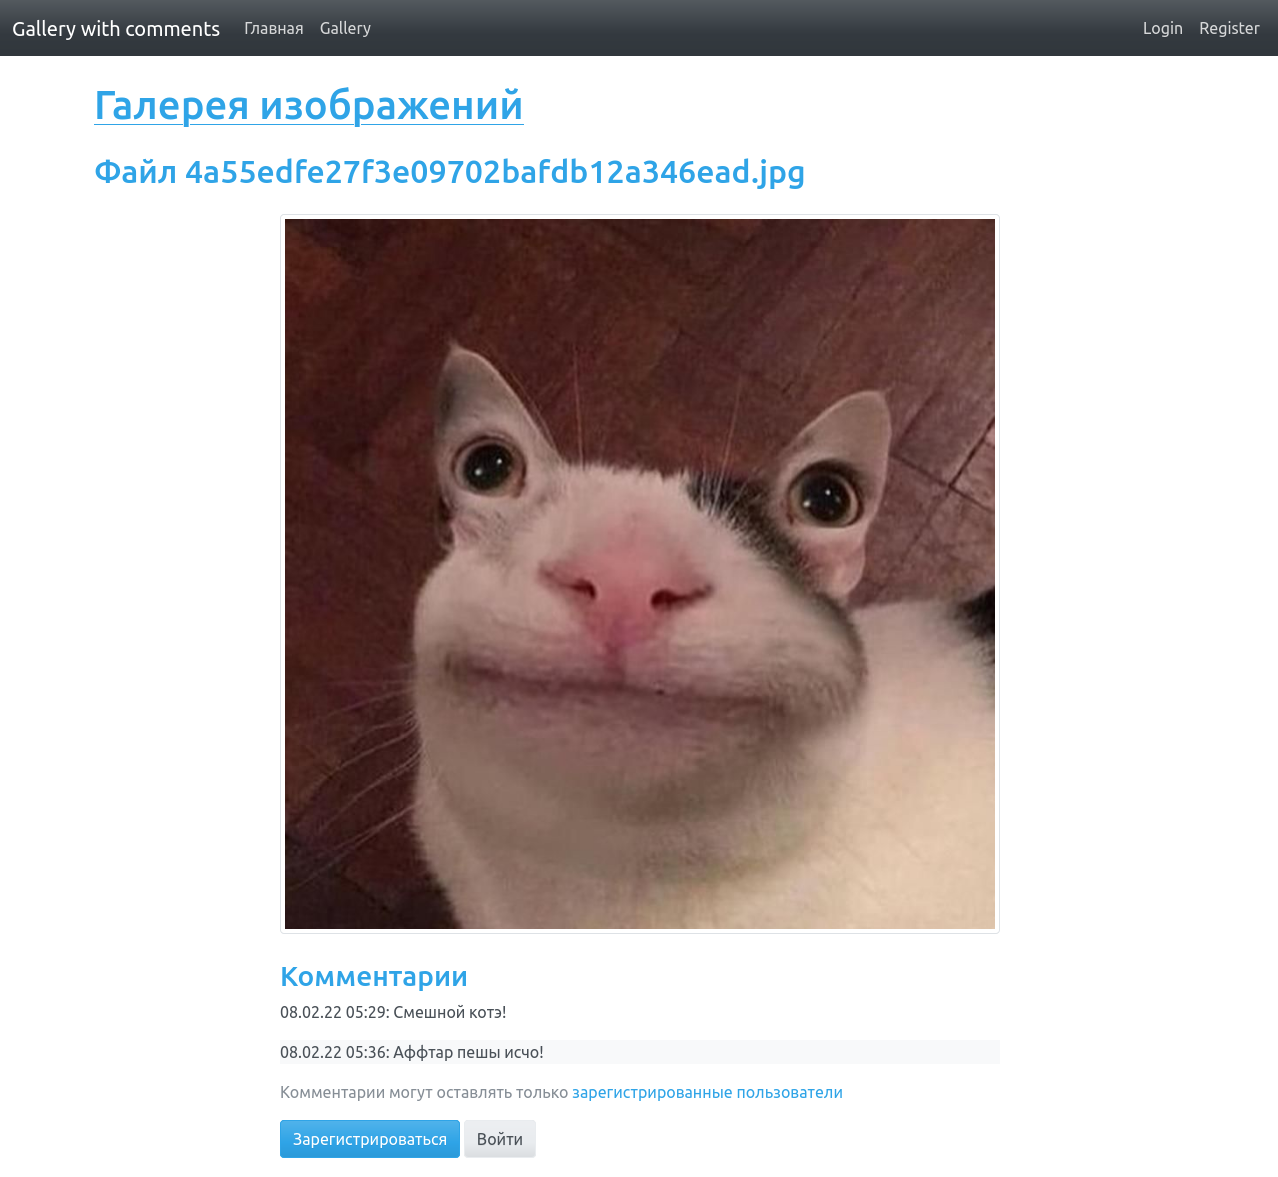 Gallery with comments Главная Gallery Login Register
Галерея изображений
Файл 4a55edfe27f3e09702bafdb12a346ead.jpg
Комментарии
08.02.22 05:29: Смешной котэ!
08.02.22 05:36: Аффтар пешы исчо!
Комментарии могут оставлять только зарегистрированные пользователи
Зарегистрироваться Войти